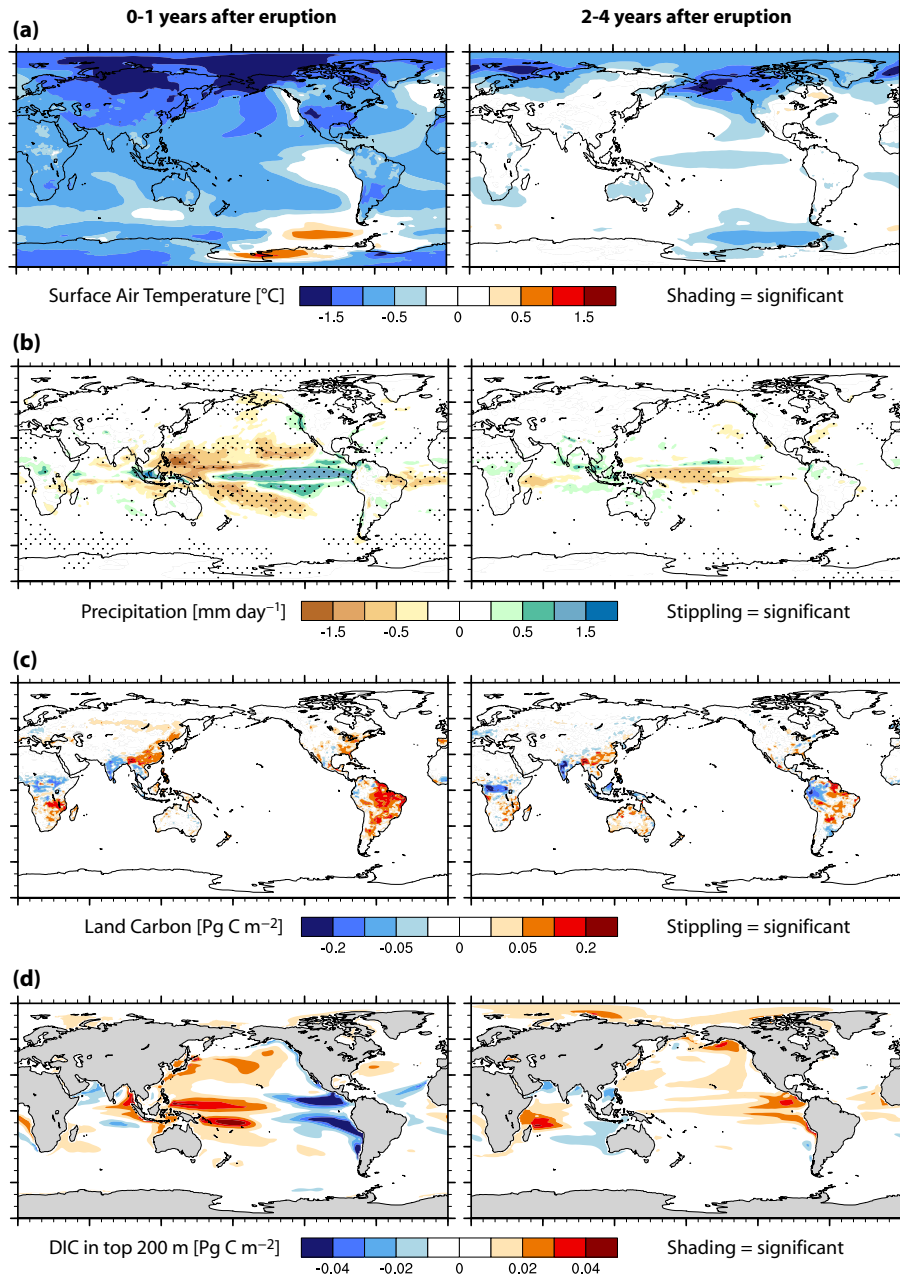 0-1 years after eruption
2-4 years after eruption
(a)
Surface Air Temperature [°C]
-1.5 -0.5 0 0.5 1.5
Shading = significant
(b)
Precipitation [mm day⁻¹]
-1.5 -0.5 0 0.5 1.5
Stippling = significant
(c)
Land Carbon [Pg C m⁻²]
-0.2 -0.05 0 0.05 0.2
Stippling = significant
(d)
DIC in top 200 m [Pg C m⁻²]
-0.04 -0.02 0 0.02 0.04
Shading = significant